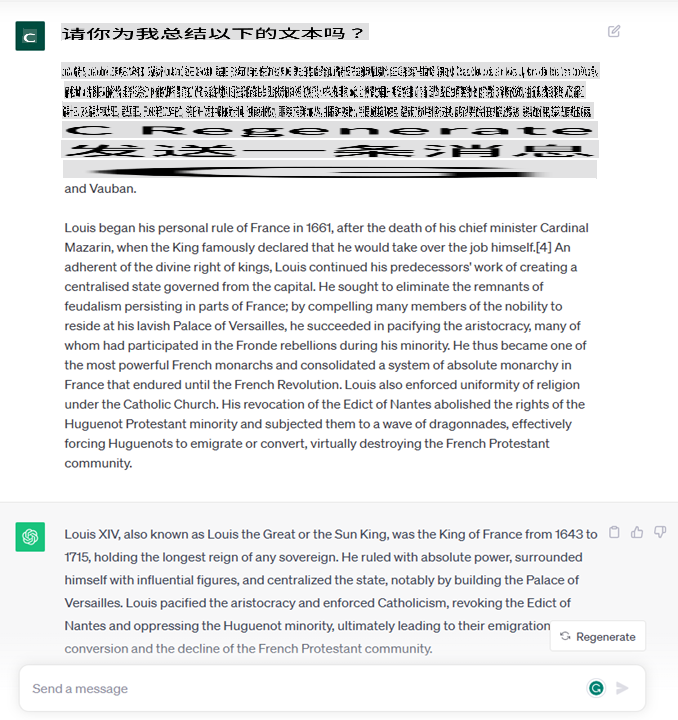 请你为我总结以下的文本吗？
C Regenerate
发送一条消息
and Vauban.
Louis began his personal rule of France in 1661, after the death of his chief minister Cardinal
Mazarin, when the King famously declared that he would take over the job himself.[4] An
adherent of the divine right of kings, Louis continued his predecessors' work of creating a
centralised state governed from the capital. He sought to eliminate the remnants of
feudalism persisting in parts of France; by compelling many members of the nobility to
reside at his lavish Palace of Versailles, he succeeded in pacifying the aristocracy, many of
whom had participated in the Fronde rebellions during his minority. He thus became one of
the most powerful French monarchs and consolidated a system of absolute monarchy in
France that endured until the French Revolution. Louis also enforced uniformity of religion
under the Catholic Church. His revocation of the Edict of Nantes abolished the rights of the
Huguenot Protestant minority and subjected them to a wave of dragonnades, effectively
forcing Huguenots to emigrate or convert, virtually destroying the French Protestant
community.
Louis XIV, also known as Louis the Great or the Sun King, was the King of France from 1643 to
1715, holding the longest reign of any sovereign. He ruled with absolute power, surrounded
himself with influential figures, and centralized the state, notably by building the Palace of
Versailles. Louis pacified the aristocracy and enforced Catholicism, revoking the Edict of
Nantes and oppressing the Huguenot minority, ultimately leading to their emigration
Regenerate
conversion and the decline of the French Protestant community.
Send a message